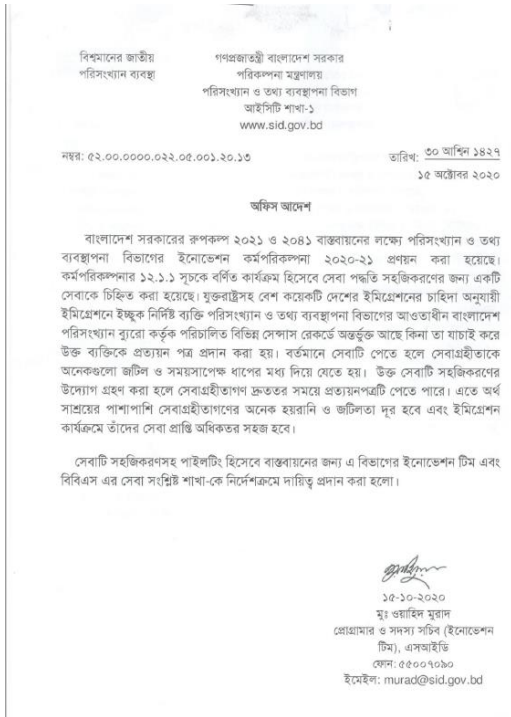 বিশ্বমানের জাতীয়
পরিসংখ্যান ব্যবস্থা
গণপ্রজাতন্ত্রী বাংলাদেশ সরকার
পরিকল্পনা মন্ত্রণালয়
পরিসংখ্যান ও তথ্য ব্যবস্থাপনা বিভাগ
আইসিটি শাখা-১
www.sid.gov.bd
নম্বর: ৫২.০০.০০০০.০২২.০৫.০০১.২০.১৩
তারিখ: ৩০ আশ্বিন ১৪২৭
১৫ অক্টোবর ২০২০
অফিস আদেশ
বাংলাদেশ সরকারের রুপকল্প ২০২১ ও ২০৪১ বাস্তবায়নের লক্ষ্যে পরিসংখ্যান ও তথ্য
ব্যবস্থাপনা বিভাগের ইনোভেশন কর্মপরিকল্পনা ২০২০-২১ প্রণয়ন করা হয়েছে।
কর্মপরিকল্পনার ১২.১.১ সূচকে বর্ণিত কার্যক্রম হিসেবে সেবা পদ্ধতি সহজিকরণের জন্য একটি
সেবাকে চিহ্নিত করা হয়েছে। যুক্তরাষ্ট্রসহ বেশ কয়েকটি দেশের ইমিগ্রেশনের চাহিদা অনুযায়ী
ইমিগ্রেশনে ইচ্ছুক নির্দিষ্ট ব্যক্তি পরিসংখ্যান ও তথ্য ব্যবস্থাপনা বিভাগের আওতাধীন বাংলাদেশ
পরিসংখ্যান ব্যুরো কর্তৃক পরিচালিত বিভিন্ন সেন্সাস রেকর্ডে অন্তর্ভুক্ত আছে কিনা তা যাচাই করে
উক্ত ব্যক্তিকে প্রত্যয়ন পত্র প্রদান করা হয়। বর্তমানে সেবাটি পেতে হলে সেবাগ্রহীতাকে
অনেকগুলো জটিল ও সময়সাপেক্ষ ধাপের মধ্য দিয়ে যেতে হয়। উক্ত সেবাটি সহজিকরণের
উদ্যোগ গ্রহণ করা হলে সেবাগ্রহীতাগণ দ্রুততর সময়ে প্রত্যয়নপত্রটি পেতে পারে। এতে অর্থ
সাশ্রয়ের পাশাপাশি সেবাগ্রহীতাগণের অনেক হয়রানি ও জটিলতা দূর হবে এবং ইমিগ্রেশন
কার্যক্রমে তাঁদের সেবা প্রাপ্তি অধিকতর সহজ হবে।
সেবাটি সহজিকরণসহ পাইলটিং হিসেবে বাস্তবায়নের জন্য এ বিভাগের ইনোভেশন টিম এবং
বিবিএস এর সেবা সংশ্লিষ্ট শাখা-কে নির্দেশক্রমে দায়িত্ব প্রদান করা হলো।
১৫-১০-২০২০
মুঃ ওয়াহিদ মুরাদ
প্রোগ্রামার ও সদস্য সচিব (ইনোভেশন
টিম), এসআইডি
ফোন: ৫৫০০৭০৯০
ইমেইল: murad@sid.gov.bd